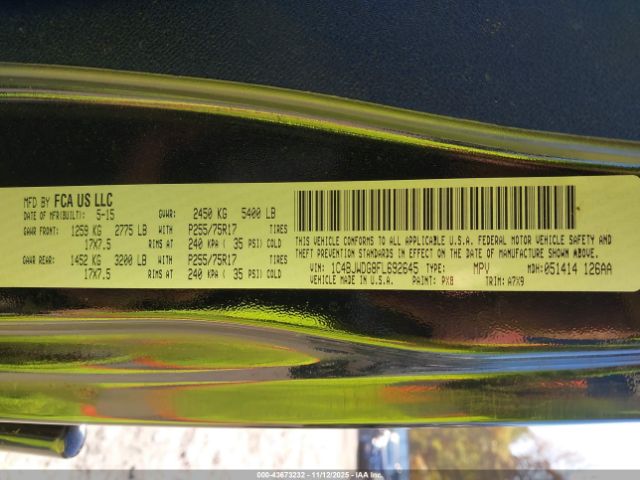 MFD BY FCA US LLC
DATE OF MFR(BUILT): 5-15 GVWR: 2450 KG 5400 LB
GAWR FRONT: 1259 KG 2775 LB WITH P255/75R17 TIRES
17X7.5 RIMS AT 240 KPA ( 35 PSI) COLD
GAWR REAR: 1452 KG 3200 LB WITH P255/75R17 TIRES
17X7.5 RIMS AT 240 KPA ( 35 PSI) COLD
THIS VEHICLE CONFORMS TO ALL APPLICABLE U.S.A. FEDERAL MOTOR VEHICLE SAFETY AND
THEFT PREVENTION STANDARDS IN EFFECT ON THE DATE OF MANUFACTURE SHOWN ABOVE.
VIN: 1C4BJWDG8FL692645 TYPE: MPV MDH: 051414 126AA
VEHICLE MADE IN U.S.A. PAINT: PX8 TRIM: A7X9
000-43673232 - 11/12/2025 - IAA Inc.